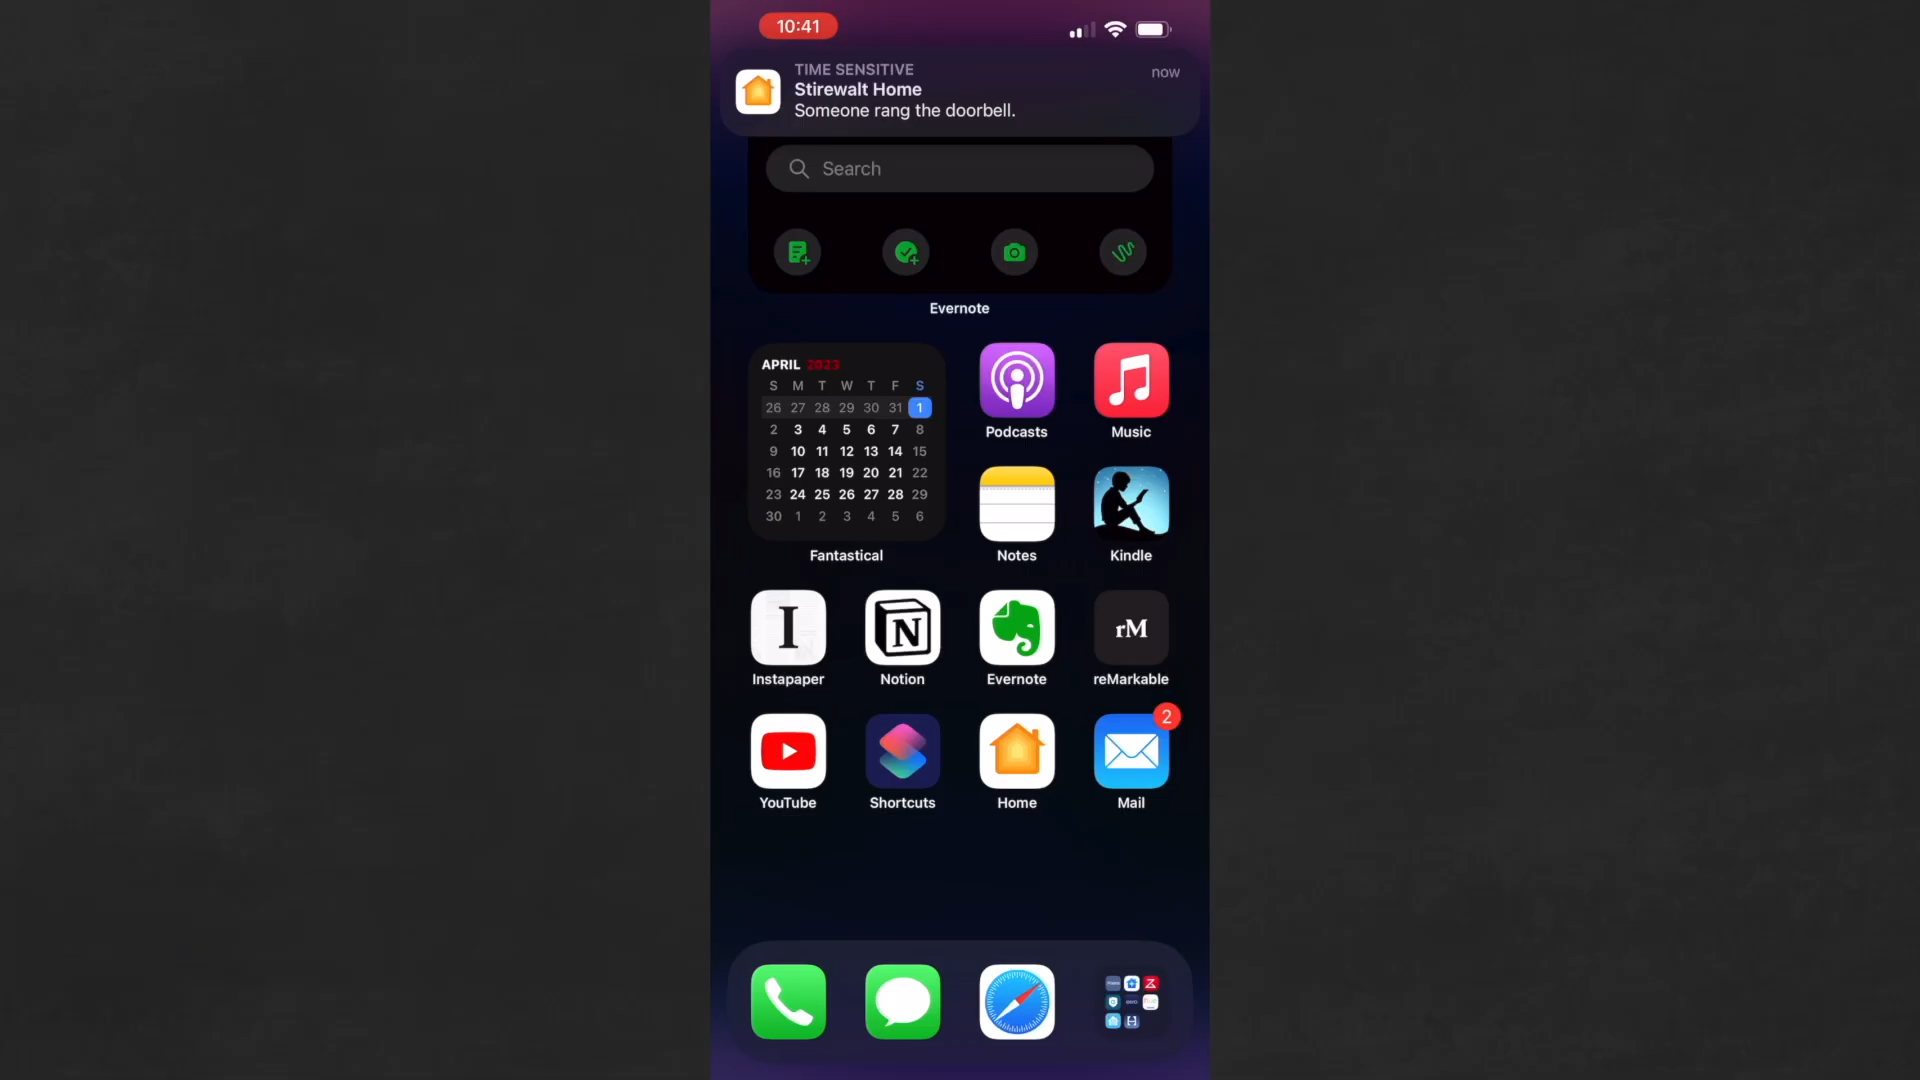 10:41
TIME SENSITIVE
now
Stirewalt Home
Someone rang the doorbell.
Search
Evernote
APRIL 2023
S M T W T F S
26 27 28 29 30 31 1
2 3 4 5 6 7 8
9 10 11 12 13 14 15
16 17 18 19 20 21 22
23 24 25 26 27 28 29
30 1 2 3 4 5 6
Fantastical
Podcasts
Music
Notes
Kindle
I
N
rM
Instapaper
Notion
Evernote
reMarkable
2
YouTube
Shortcuts
Home
Mail